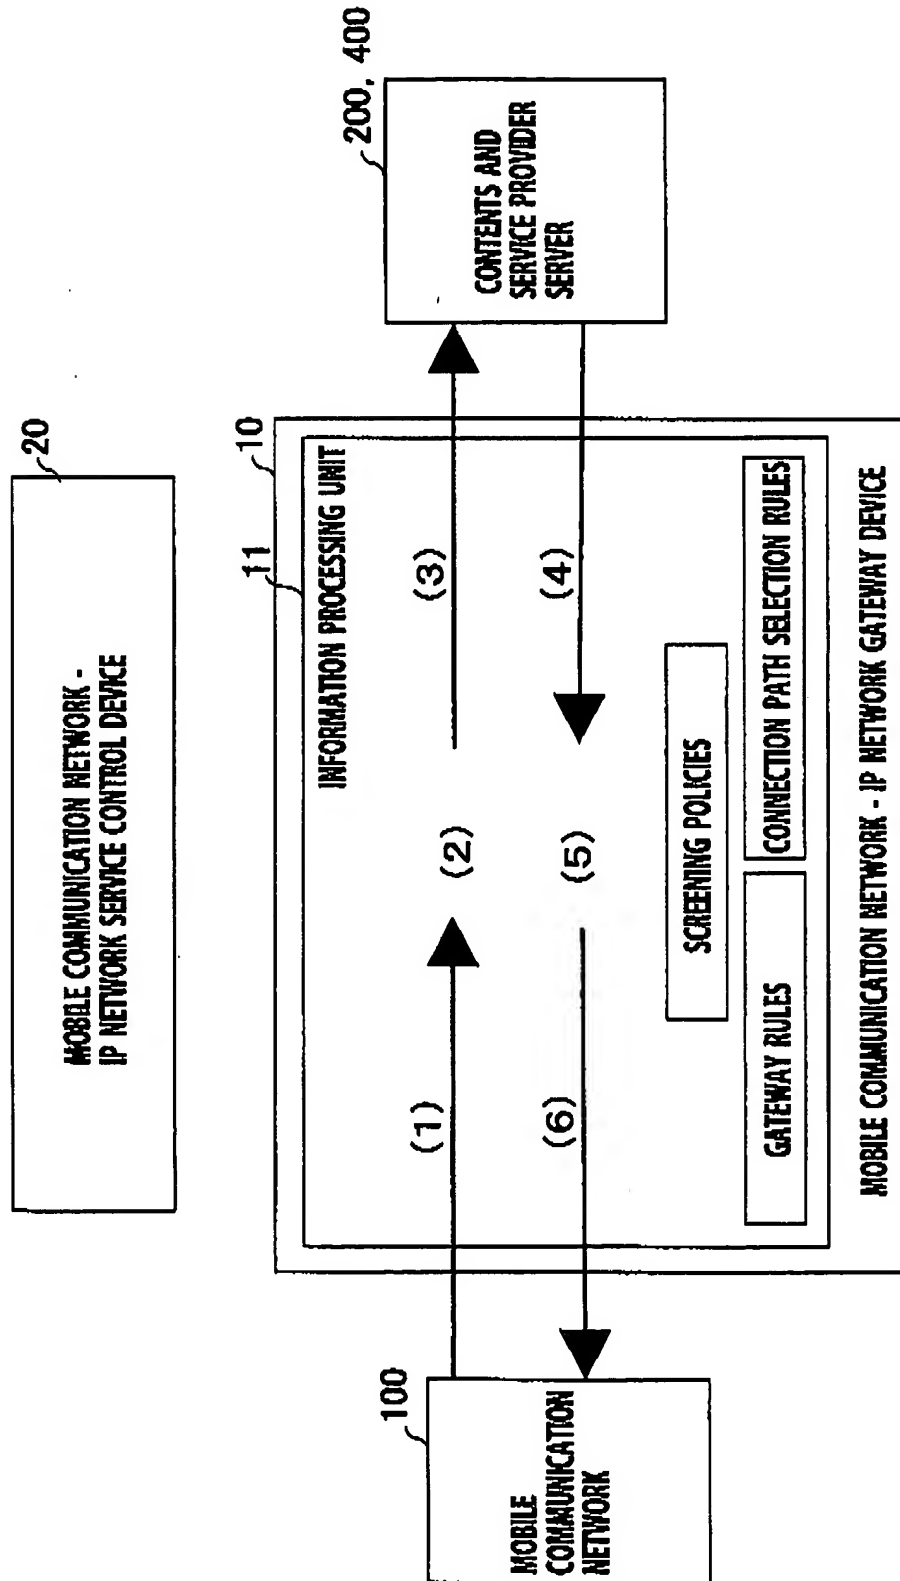 MOBILE COMMUNICATION NETWORK -
IP NETWORK SERVICE CONTROL DEVICE
20
10
11
INFORMATION PROCESSING UNIT
100
MOBILE
COMMUNICATION
NETWORK
(1)
(2)
(3)
200, 400
CONTENTS AND
SERVICE PROVIDER
SERVER
(6)
(5)
(4)
SCREENING POLICIES
GATEWAY RULES
CONNECTION PATH SELECTION RULES
MOBILE COMMUNICATION NETWORK - IP NETWORK GATEWAY DEVICE